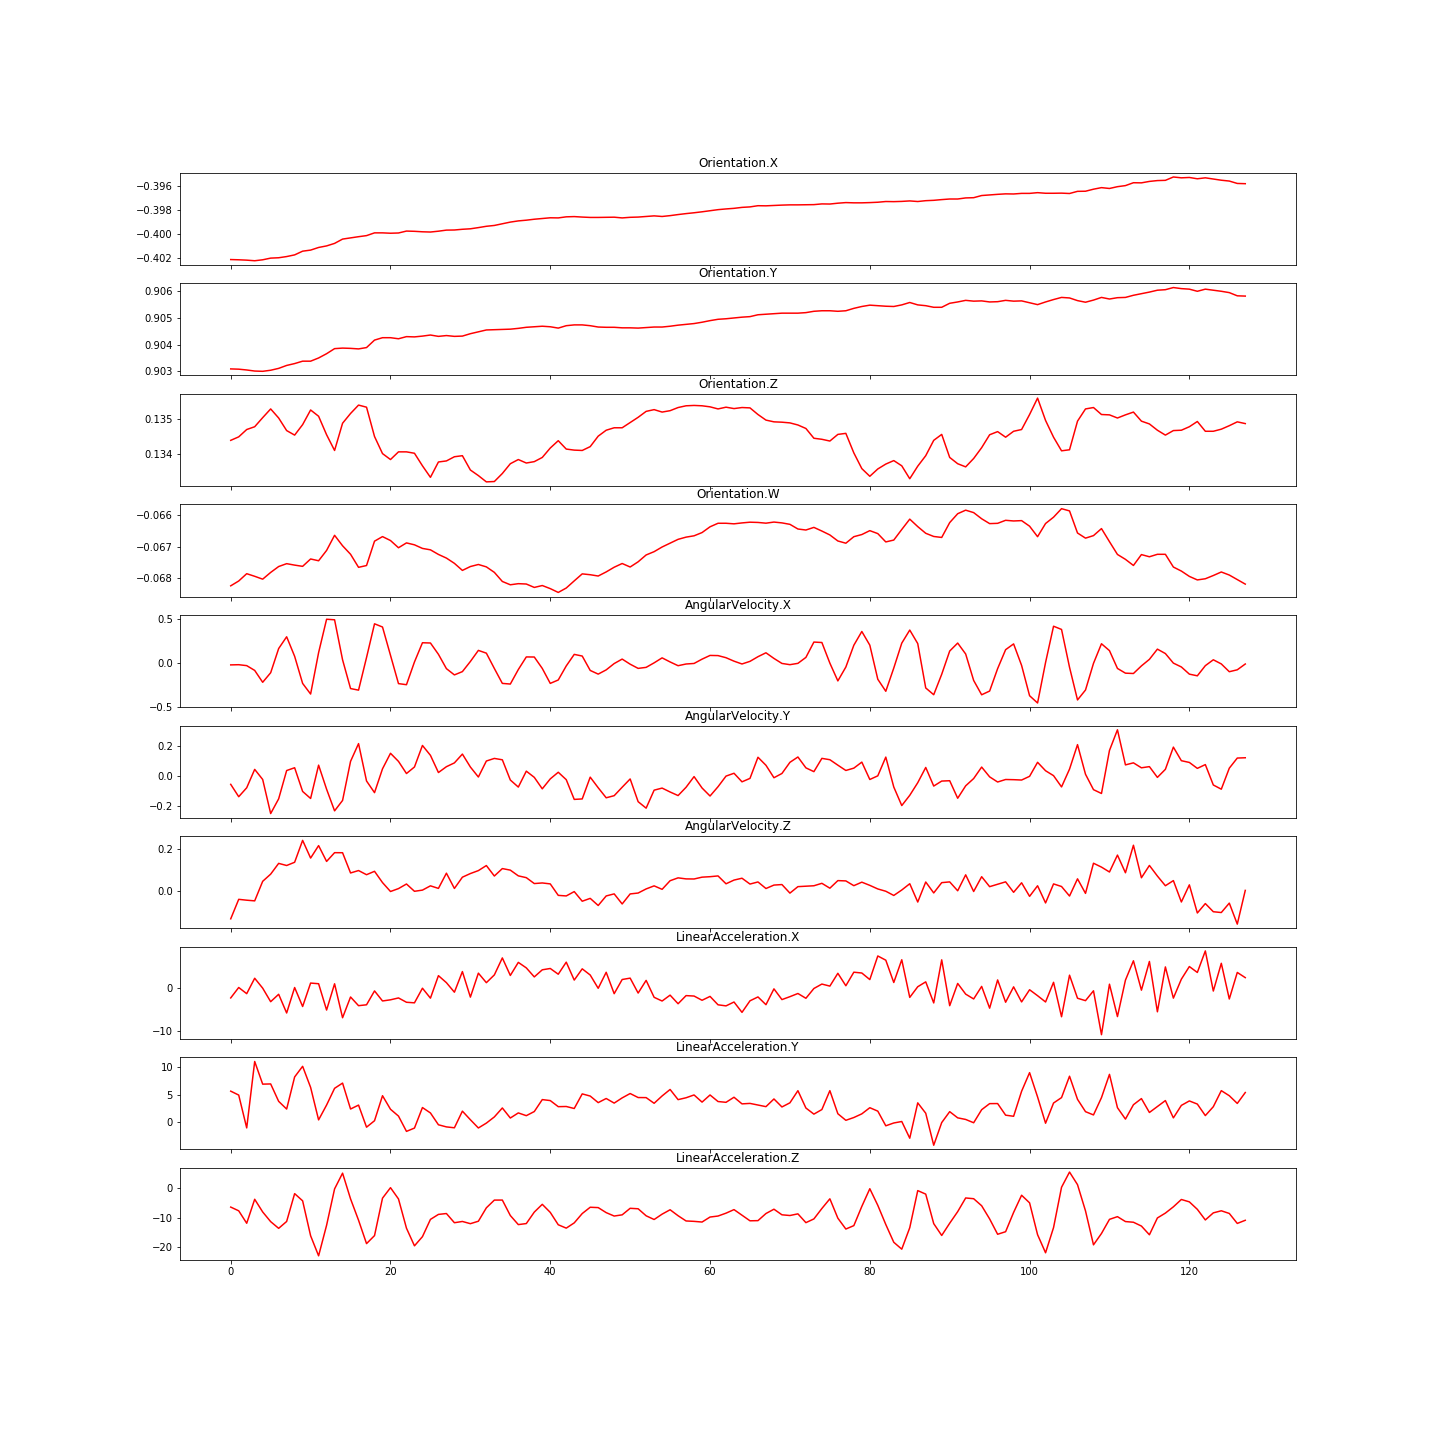 Orientation.X
−0.396
−0.398
−0.400
−0.402
Orientation.Y
0.906
0.905
0.904
0.903
Orientation.Z
0.135
0.134
Orientation.W
−0.066
−0.067
−0.068
AngularVelocity.X
0.5
0.0
−0.5
AngularVelocity.Y
0.2
0.0
−0.2
AngularVelocity.Z
0.2
0.0
LinearAcceleration.X
0
−10
LinearAcceleration.Y
10
5
0
LinearAcceleration.Z
0
−10
−20
0 20 40 60 80 100 120